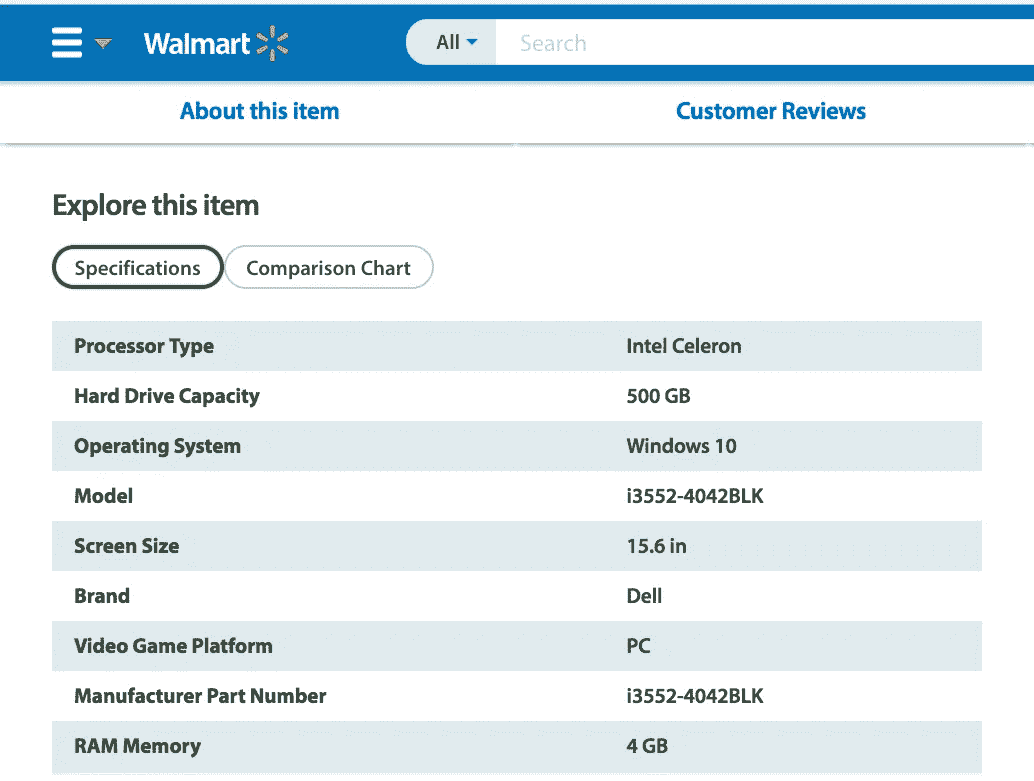 Walmart All Search
About this item Customer Reviews
Explore this item
Specifications Comparison Chart
Processor Type Intel Celeron
Hard Drive Capacity 500 GB
Operating System Windows 10
Model i3552-4042BLK
Screen Size 15.6 in
Brand Dell
Video Game Platform PC
Manufacturer Part Number i3552-4042BLK
RAM Memory 4 GB